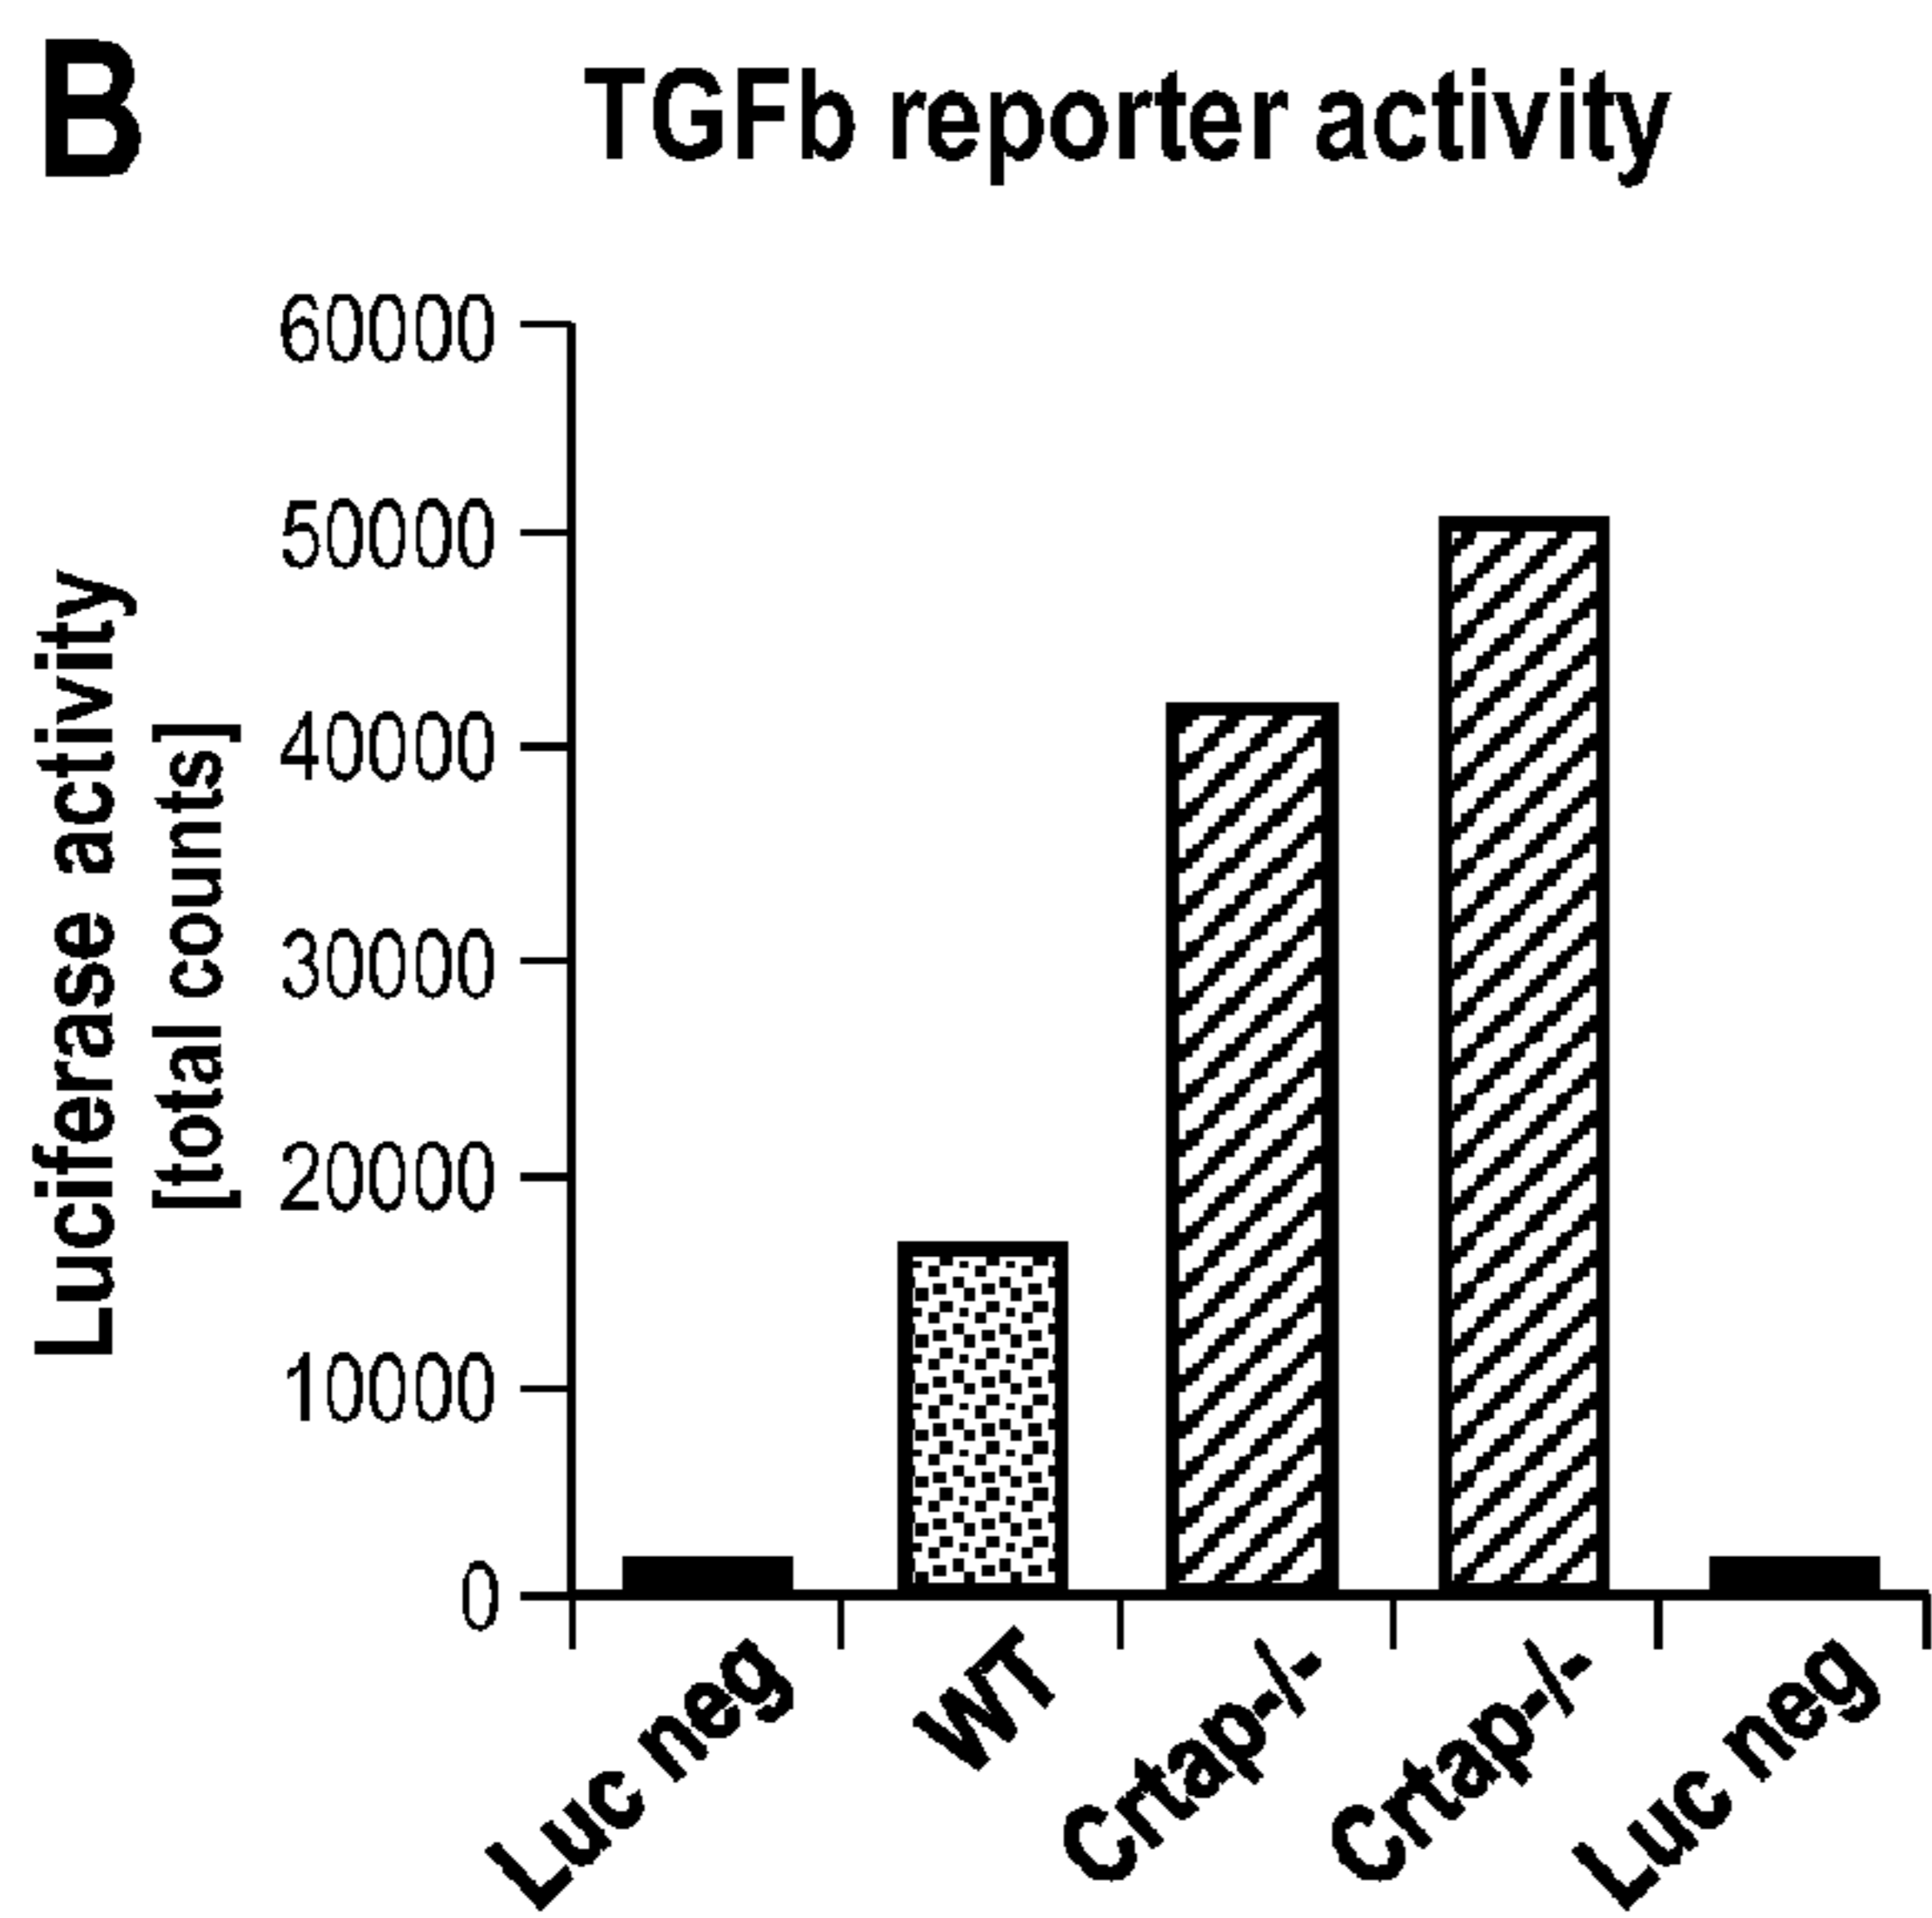 B
TGFb reporter activity
Luciferase activity
[total counts]
60000
50000
40000
30000
20000
10000
0
Luc neg
WT
Crtap-/-
Crtap-/-
Luc neg